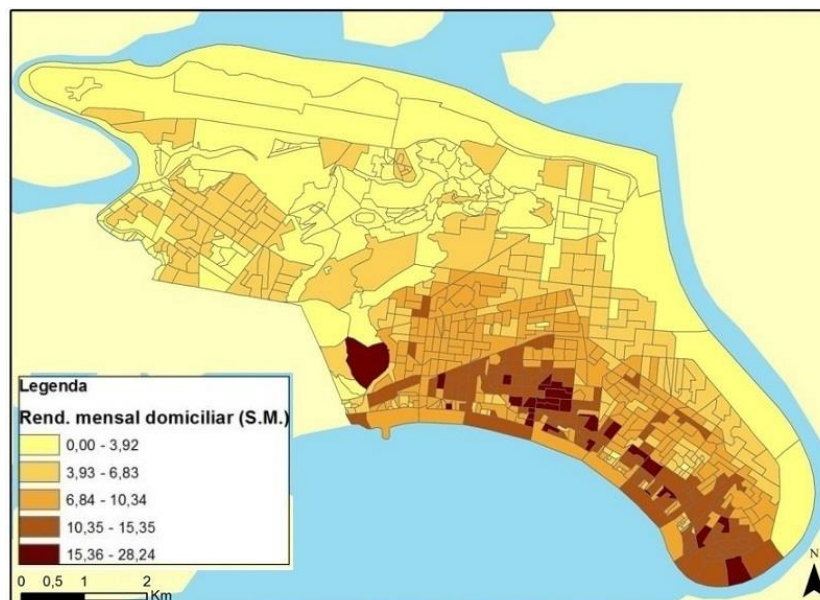 Legenda
Rend. mensal domiciliar (S.M.)
0,00 - 3,92
3,93 - 6,83
6,84 - 10,34
10,35 - 15,35
15,36 - 28,24
0 0,5 1 2
Km
N